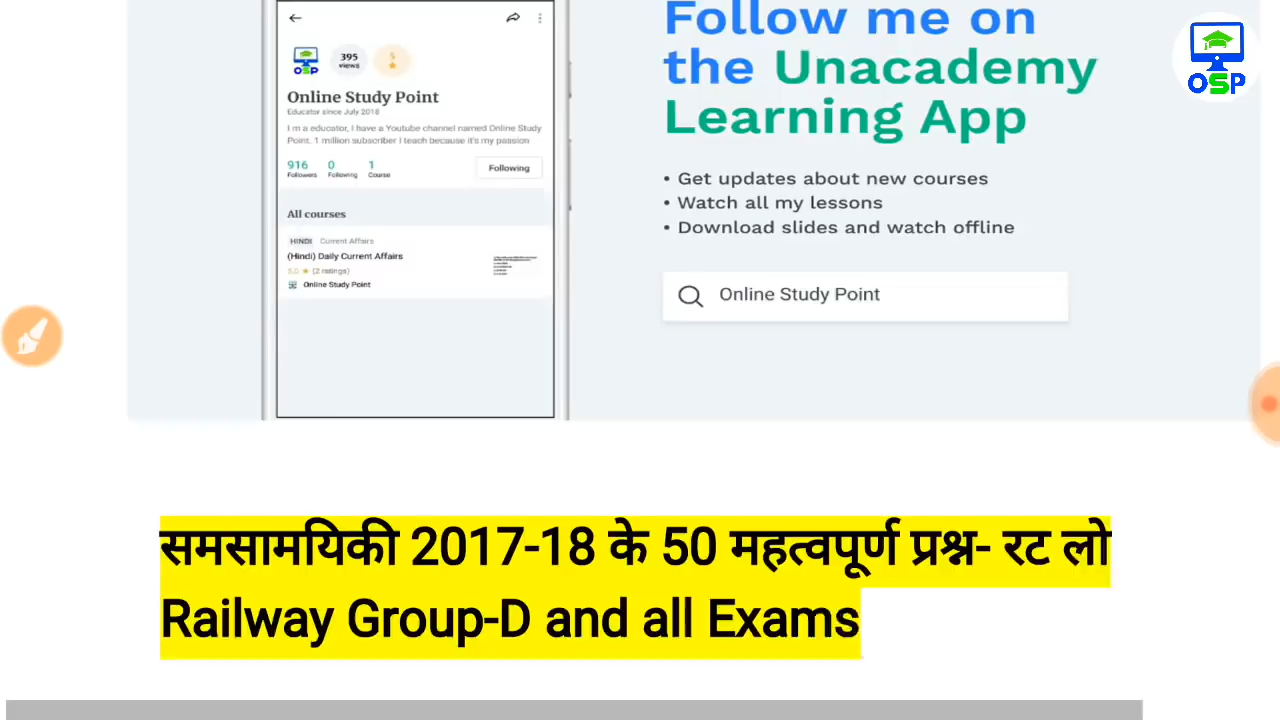 395
views
5
OSP
Online Study Point
Educator since July 2018
I m a educator, I have a Youtube channel named Online Study
Point. 1 million subscriber I teach because it's my passion
916
0
1
Followers
Following
Course
Following
All courses
HINDI Current Affairs
(Hindi) Daily Current Affairs
5.0 ★ (2 ratings)
Online Study Point
Follow me on
the Unacademy
Learning App
• Get updates about new courses
• Watch all my lessons
• Download slides and watch offline
Online Study Point
OSP
समसामयिकी 2017-18 के 50 महत्वपूर्ण प्रश्न- रट लो
Railway Group-D and all Exams